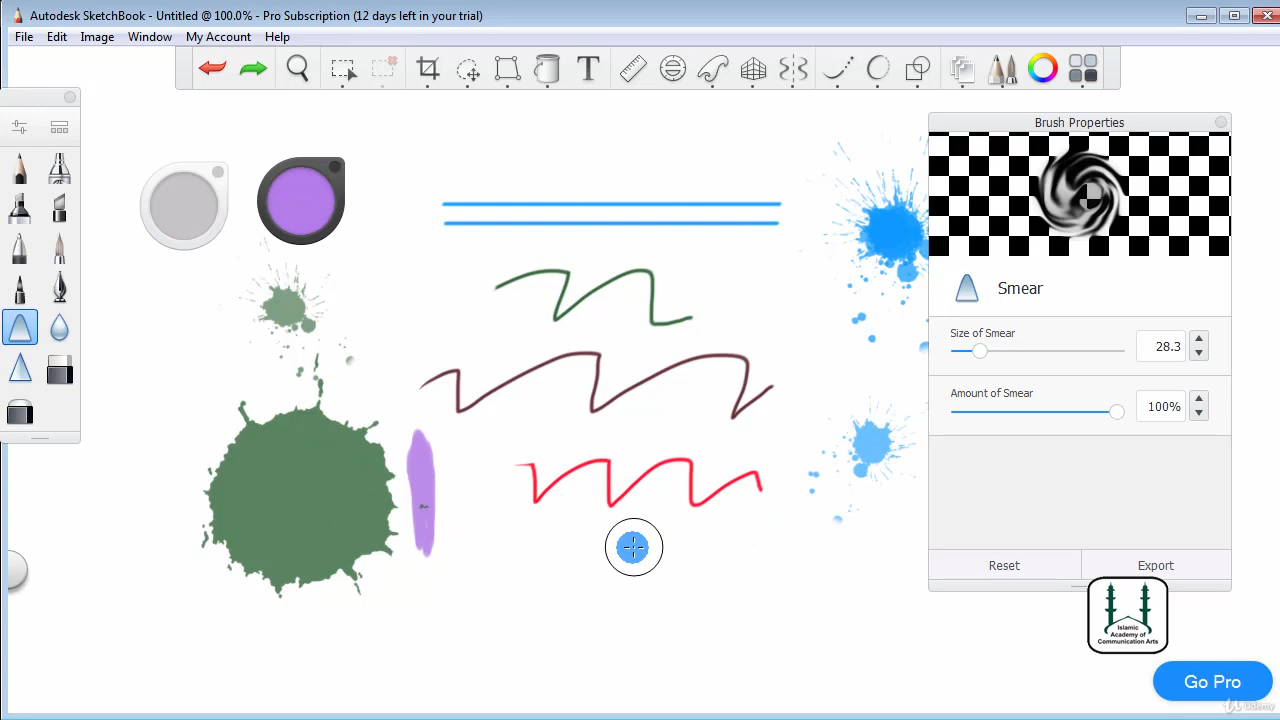 Autodesk SketchBook - Untitled @ 100.0% - Pro Subscription (12 days left in your trial)
File Edit Image Window My Account Help
T
Brush Properties
Smear
Size of Smear
28.3
Amount of Smear
100%
Reset Export
Islamic
Academy of
Communication Arts
Go Pro
Udemy